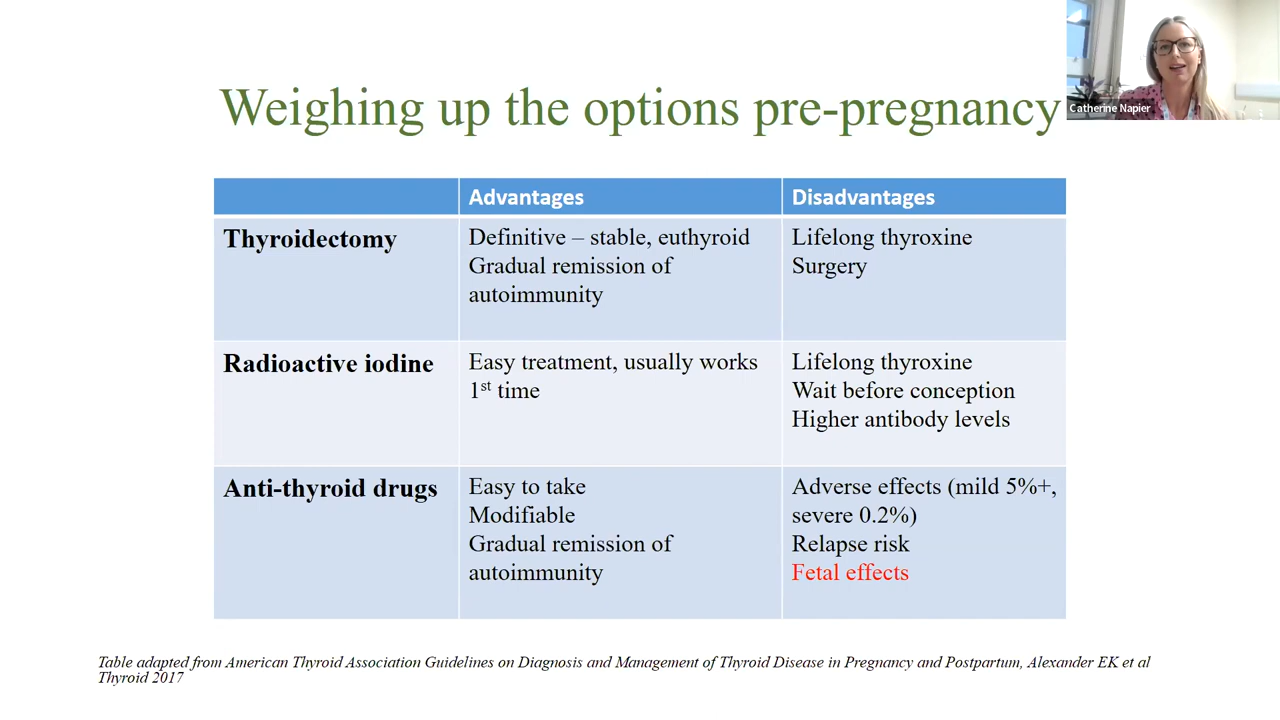 Weighing up the options pre-pregnancy
Catherine Napier
Advantages
Disadvantages
Thyroidectomy
Definitive – stable, euthyroid
Gradual remission of
autoimmunity
Lifelong thyroxine
Surgery
Radioactive iodine
Easy treatment, usually works
1st time
Lifelong thyroxine
Wait before conception
Higher antibody levels
Anti-thyroid drugs
Easy to take
Modifiable
Gradual remission of
autoimmunity
Adverse effects (mild 5%+,
severe 0.2%)
Relapse risk
Fetal effects
Table adapted from American Thyroid Association Guidelines on Diagnosis and Management of Thyroid Disease in Pregnancy and Postpartum, Alexander EK et al
Thyroid 2017